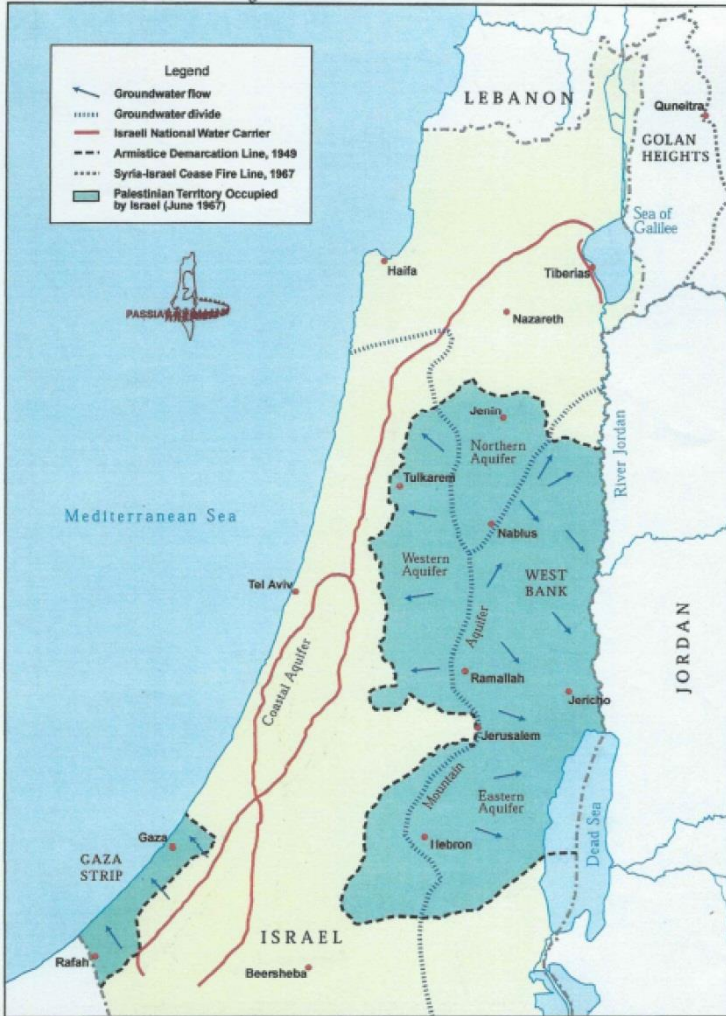 Legend
Groundwater flow
Groundwater divide
Israeli National Water Carrier
Armistice Demarcation Line, 1949
Syria-Israel Cease Fire Line, 1967
Palestinian Territory Occupied
by Israel (June 1967)
PASSIA
LEBANON
Quneitra
GOLAN
HEIGHTS
Sea of
Galilee
Haifa
Tiberias
Nazareth
Jenin
Northern
Aquifer
River Jordan
Tulkarem
Mediterranean Sea
Nablus
Western
Aquifer
WEST
BANK
Tel Aviv
Aquifer
Coastal Aquifer
JORDAN
Ramallah
Jericho
Jerusalem
Mountain
Eastern
Aquifer
Dead Sea
Gaza
Hebron
GAZA
STRIP
ISRAEL
Rafah
Beersheba